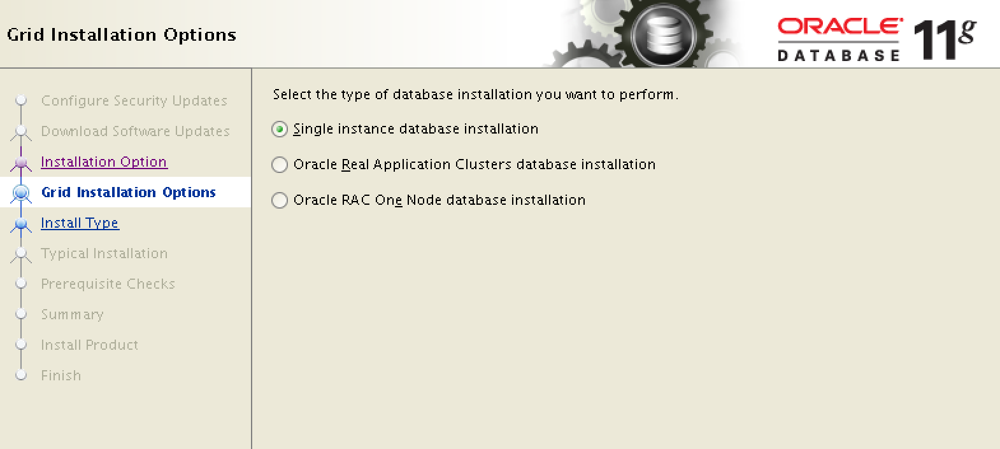 Grid Installation Options
ORACLE
DATABASE 11g
Configure Security Updates
Download Software Updates
Installation Option
Grid Installation Options
Install Type
Typical Installation
Prerequisite Checks
Summary
Install Product
Finish
Select the type of database installation you want to perform.
Single instance database installation
Oracle Real Application Clusters database installation
Oracle RAC One Node database installation